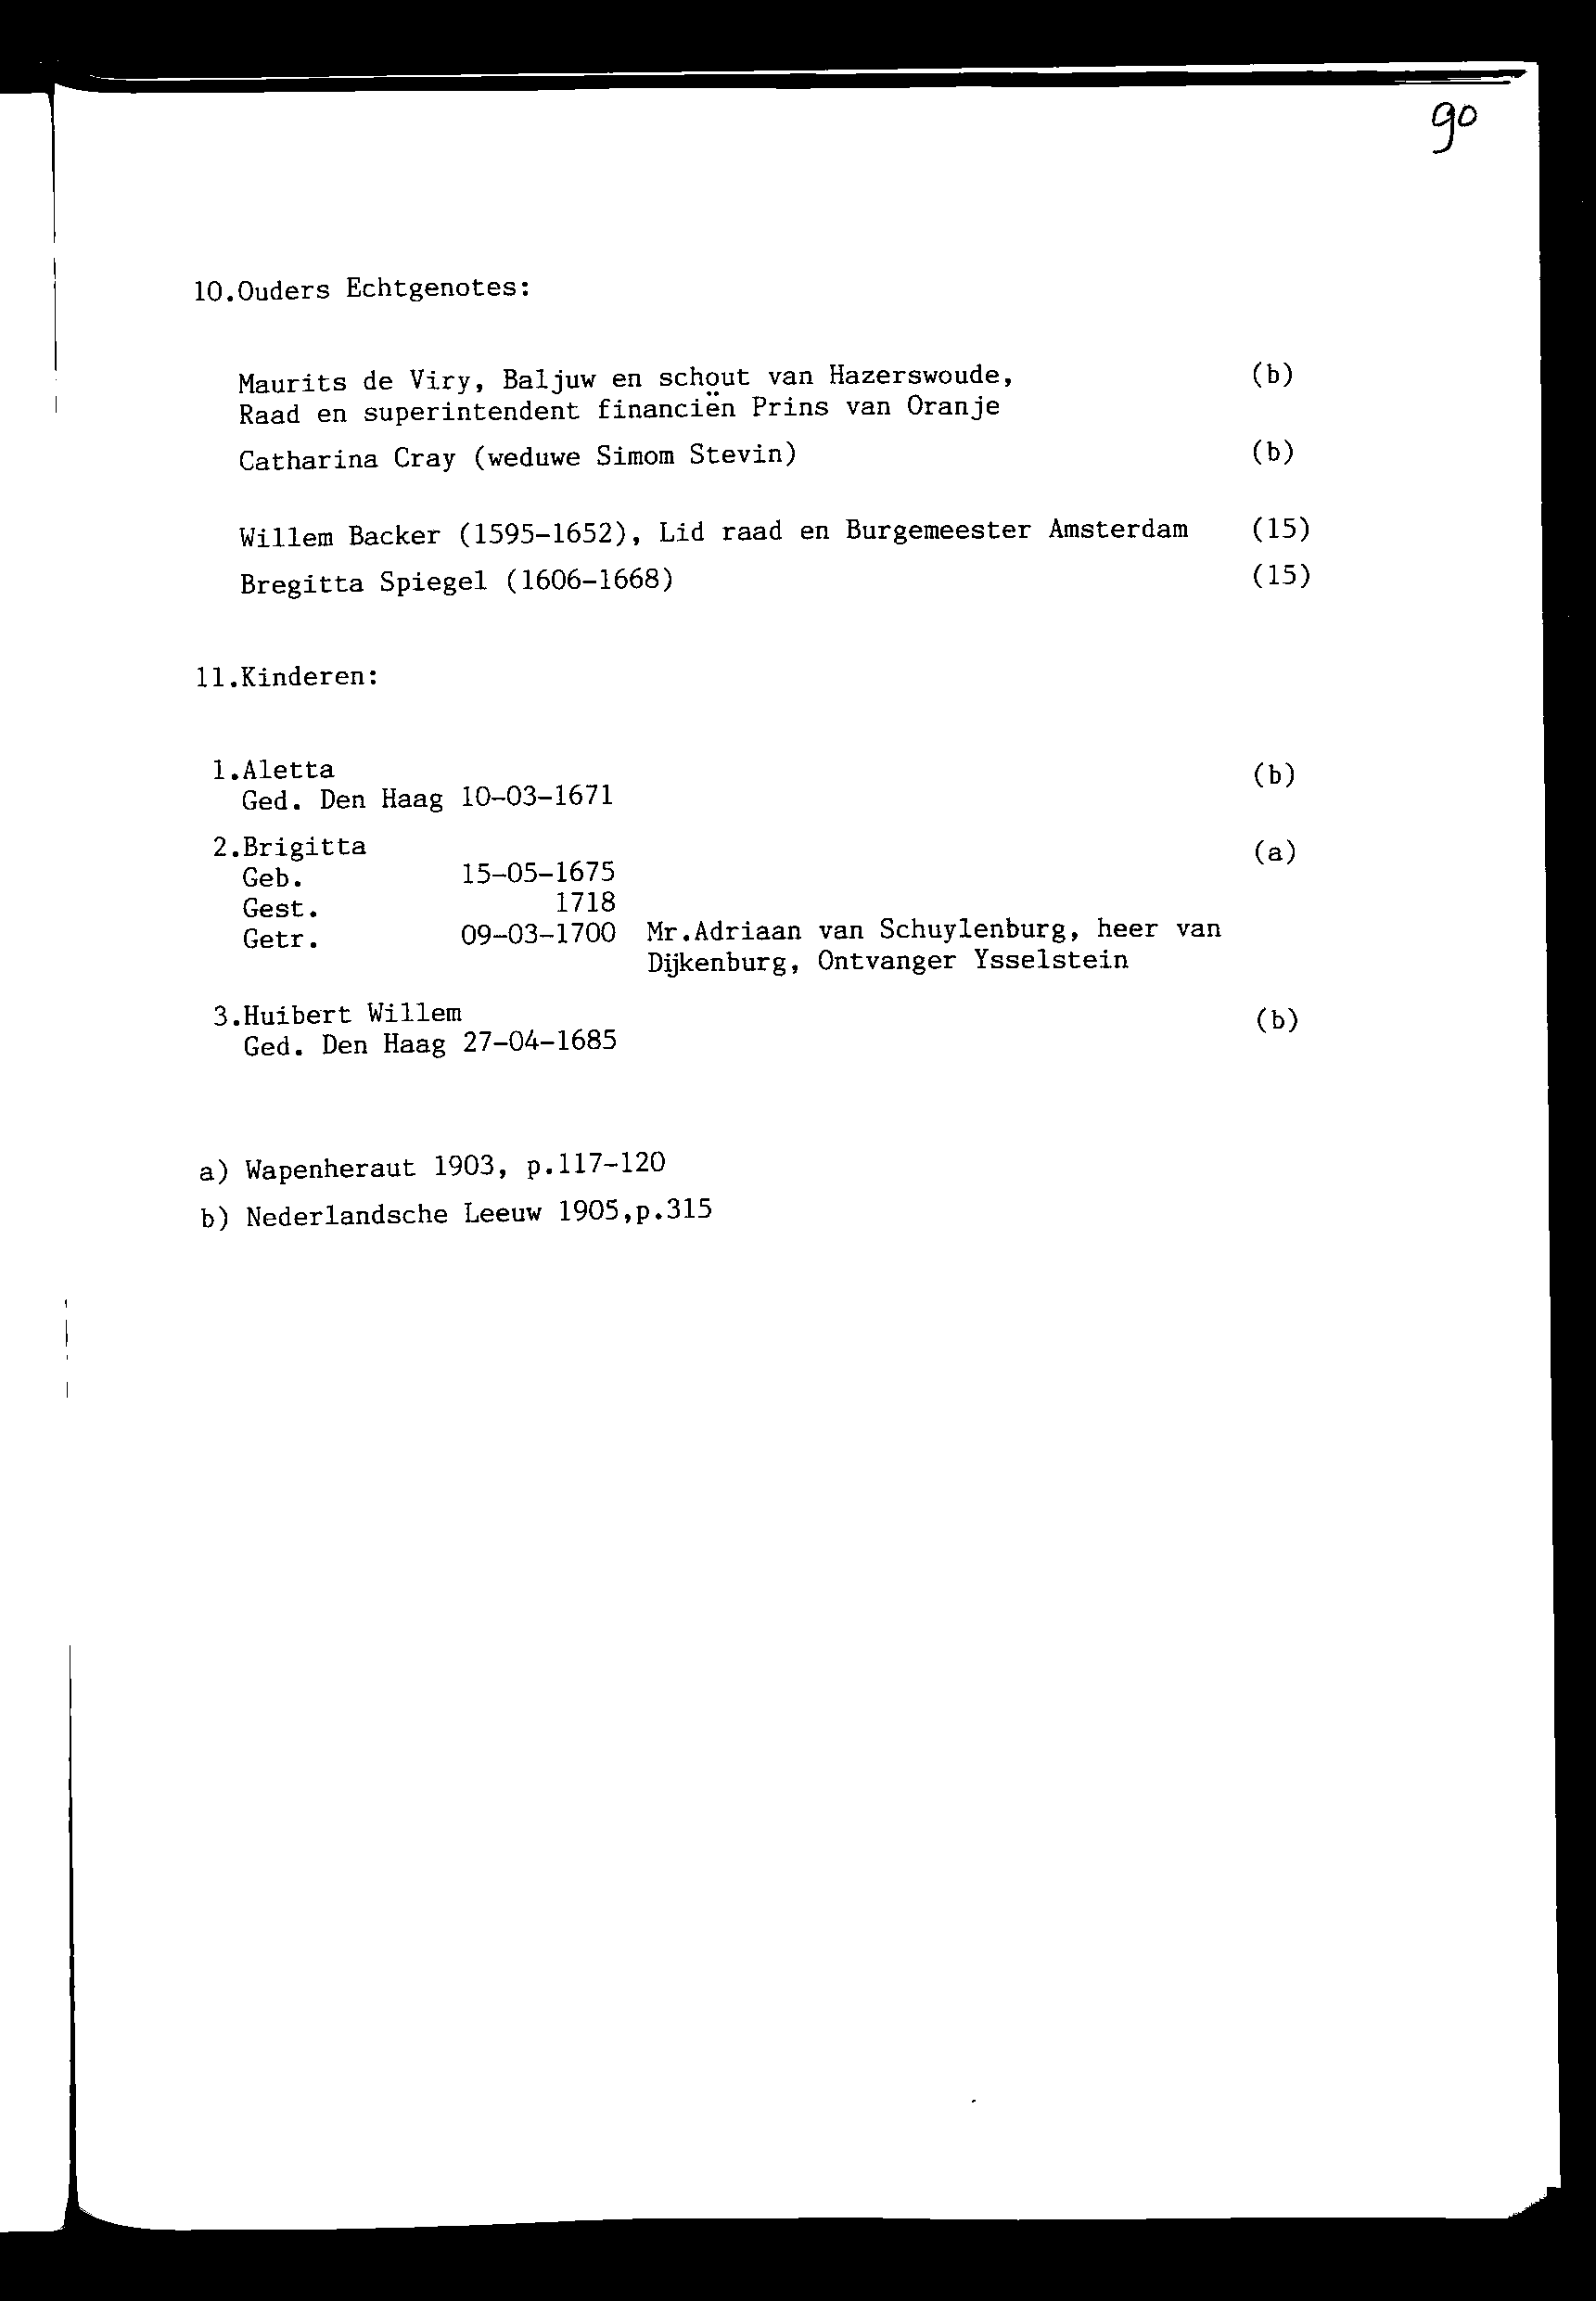 90
10.Ouders Echtgenotes:
Maurits de Viry, Baljuw en schout van Hazerswoude, (b)
Raad en superintendent financiën Prins van Oranje
Catharina Cray (weduwe Simom Stevin) (b)
Willem Backer (1595-1652), Lid raad en Burgemeester Amsterdam (15)
Bregitta Spiegel (1606-1668) (15)
11.Kinderen:
1.Aletta (b)
Ged. Den Haag 10-03-1671
2.Brigitta (a)
Geb. 15-05-1675
Gest. 1718
Getr. 09-03-1700 Mr.Adriaan van Schuylenburg, heer van
Dijkenburg, Ontvanger Ysselstein
3.Huibert Willem (b)
Ged. Den Haag 27-04-1685
a) Wapenheraut 1903, p.117-120
b) Nederlandsche Leeuw 1905,p.315